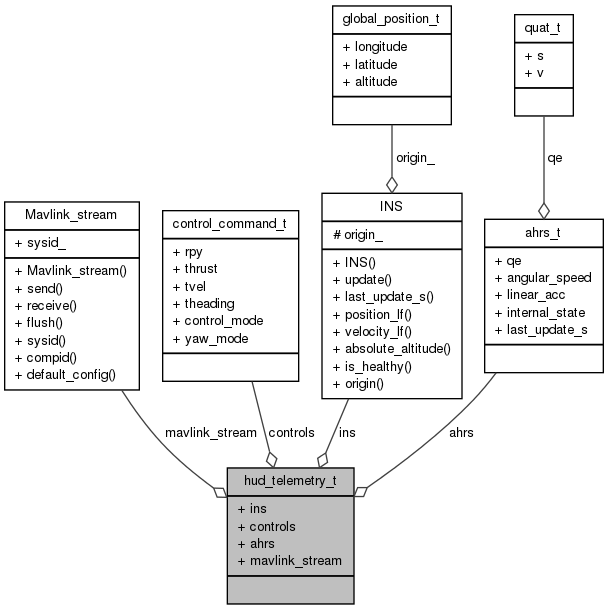 global_position_t
+ longitude
+ latitude
+ altitude
quat_t
+ s
+ v
origin_
qe
Mavlink_stream
+ sysid_
+ Mavlink_stream()
+ send()
+ receive()
+ flush()
+ sysid()
+ compid()
+ default_config()
control_command_t
+ rpy
+ thrust
+ tvel
+ theading
+ control_mode
+ yaw_mode
INS
# origin_
+ INS()
+ update()
+ last_update_s()
+ position_lf()
+ velocity_lf()
+ absolute_altitude()
+ is_healthy()
+ origin()
ahrs_t
+ qe
+ angular_speed
+ linear_acc
+ internal_state
+ last_update_s
mavlink_stream
controls
ins
ahrs
hud_telemetry_t
+ ins
+ controls
+ ahrs
+ mavlink_stream